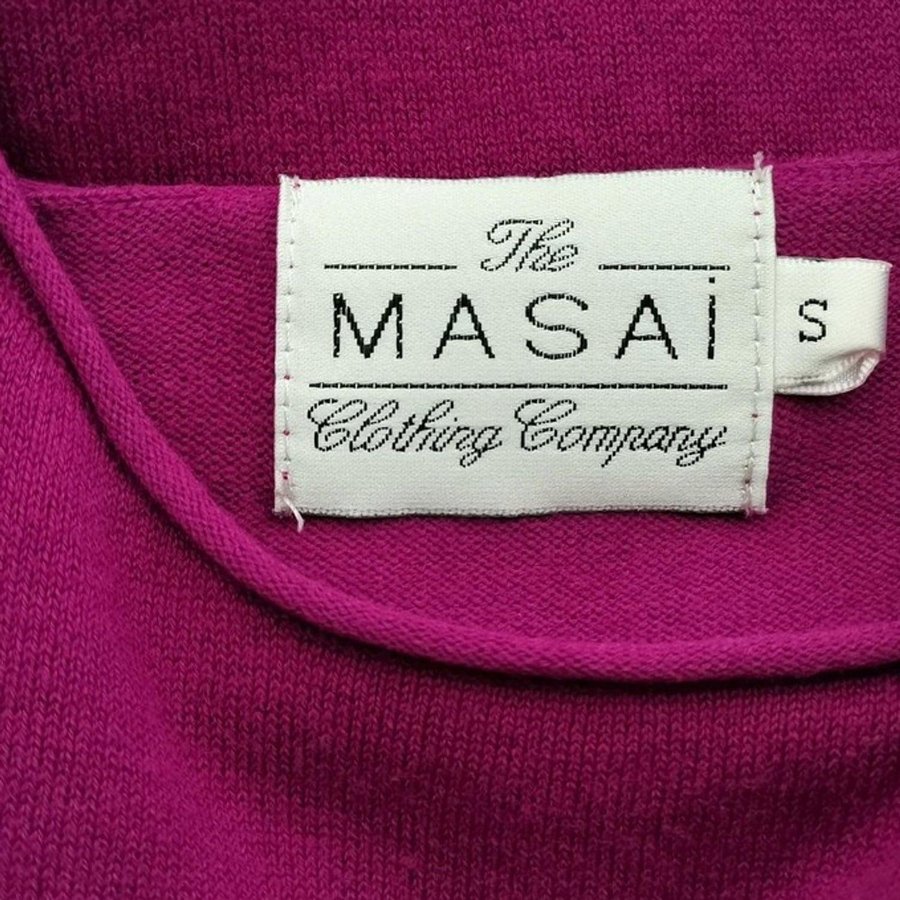 The
MASAi
Clothing Company
S